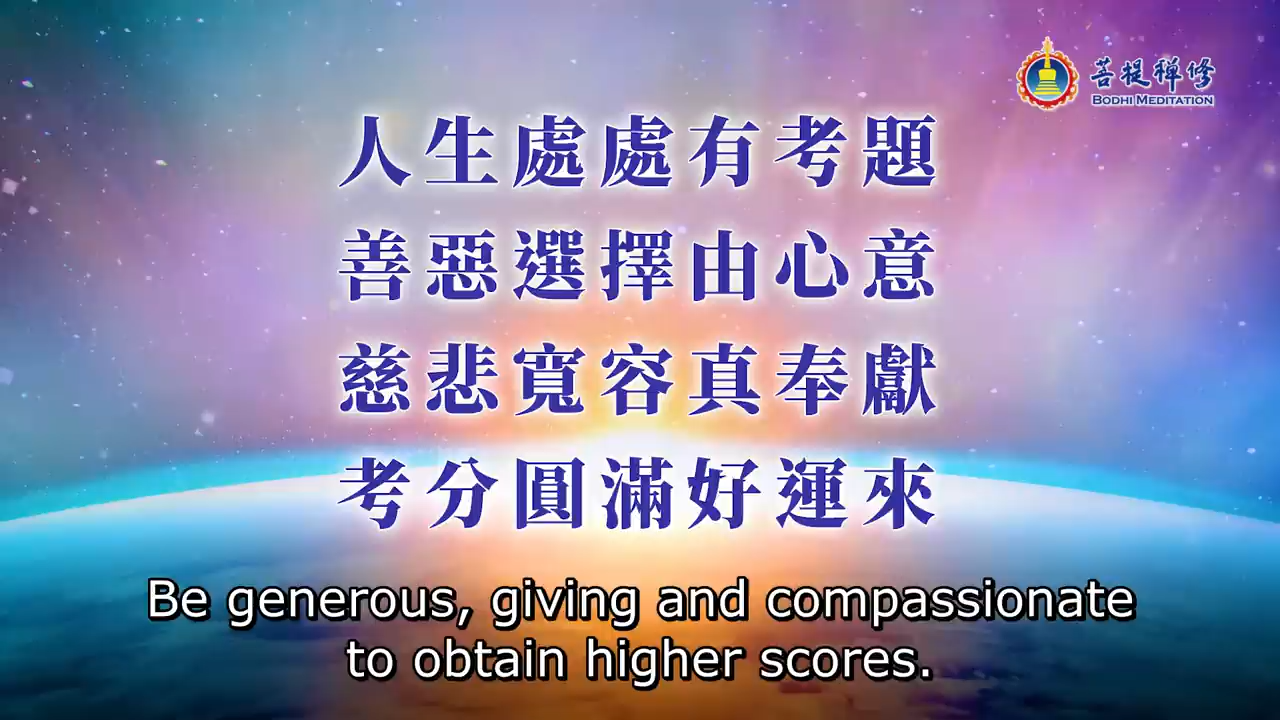 菩提禪修
BODHI MEDITATION
人生處處有考題
善惡選擇由心意
慈悲寬容真奉獻
考分圓滿好運來
Be generous, giving and compassionate
to obtain higher scores.